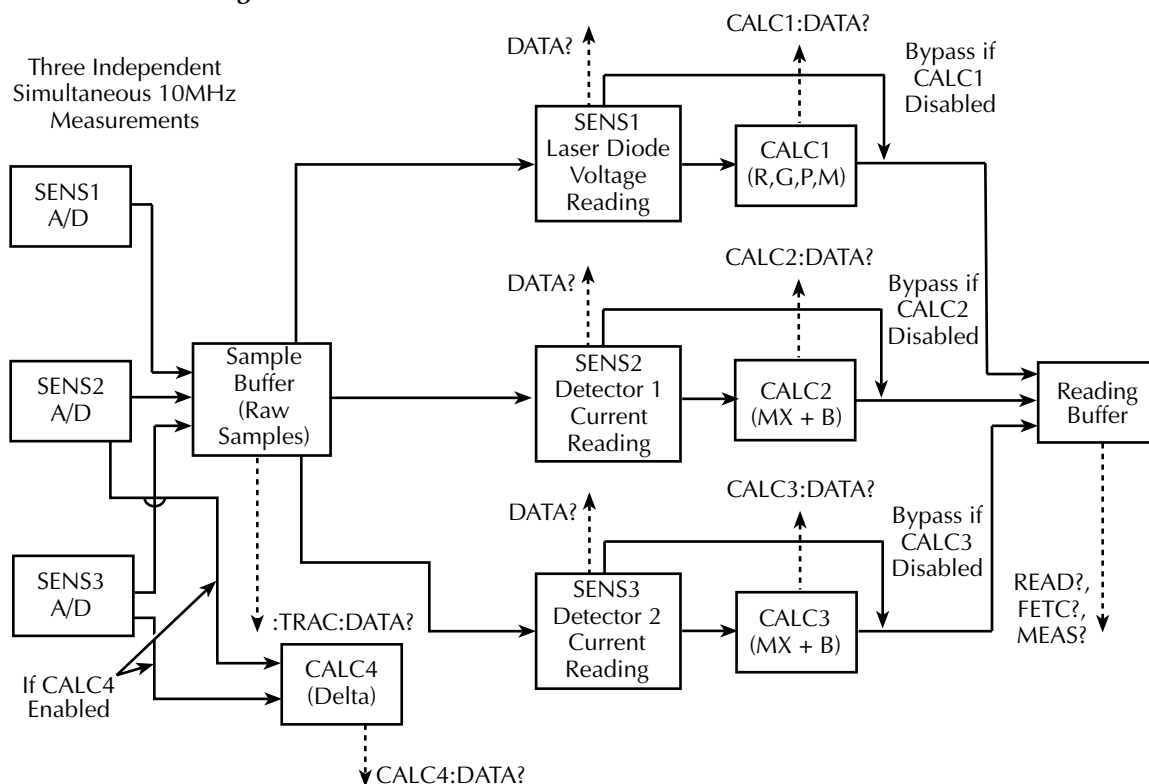 Three Independent
Simultaneous 10MHz
Measurements
SENS1
A/D
SENS2
A/D
SENS3
A/D
If CALC4
Enabled
Sample
Buffer
(Raw
Samples)
:TRAC:DATA?
CALC4
(Delta)
CALC4:DATA?
DATA?
CALC1:DATA?
Bypass if
CALC1
Disabled
SENS1
Laser Diode
Voltage
Reading
CALC1
(R,G,P,M)
DATA?
CALC2:DATA?
Bypass if
CALC2
Disabled
SENS2
Detector 1
Current
Reading
CALC2
(MX + B)
DATA?
CALC3:DATA?
Bypass if
CALC3
Disabled
SENS3
Detector 2
Current
Reading
CALC3
(MX + B)
Reading
Buffer
READ?,
FETC?,
MEAS?